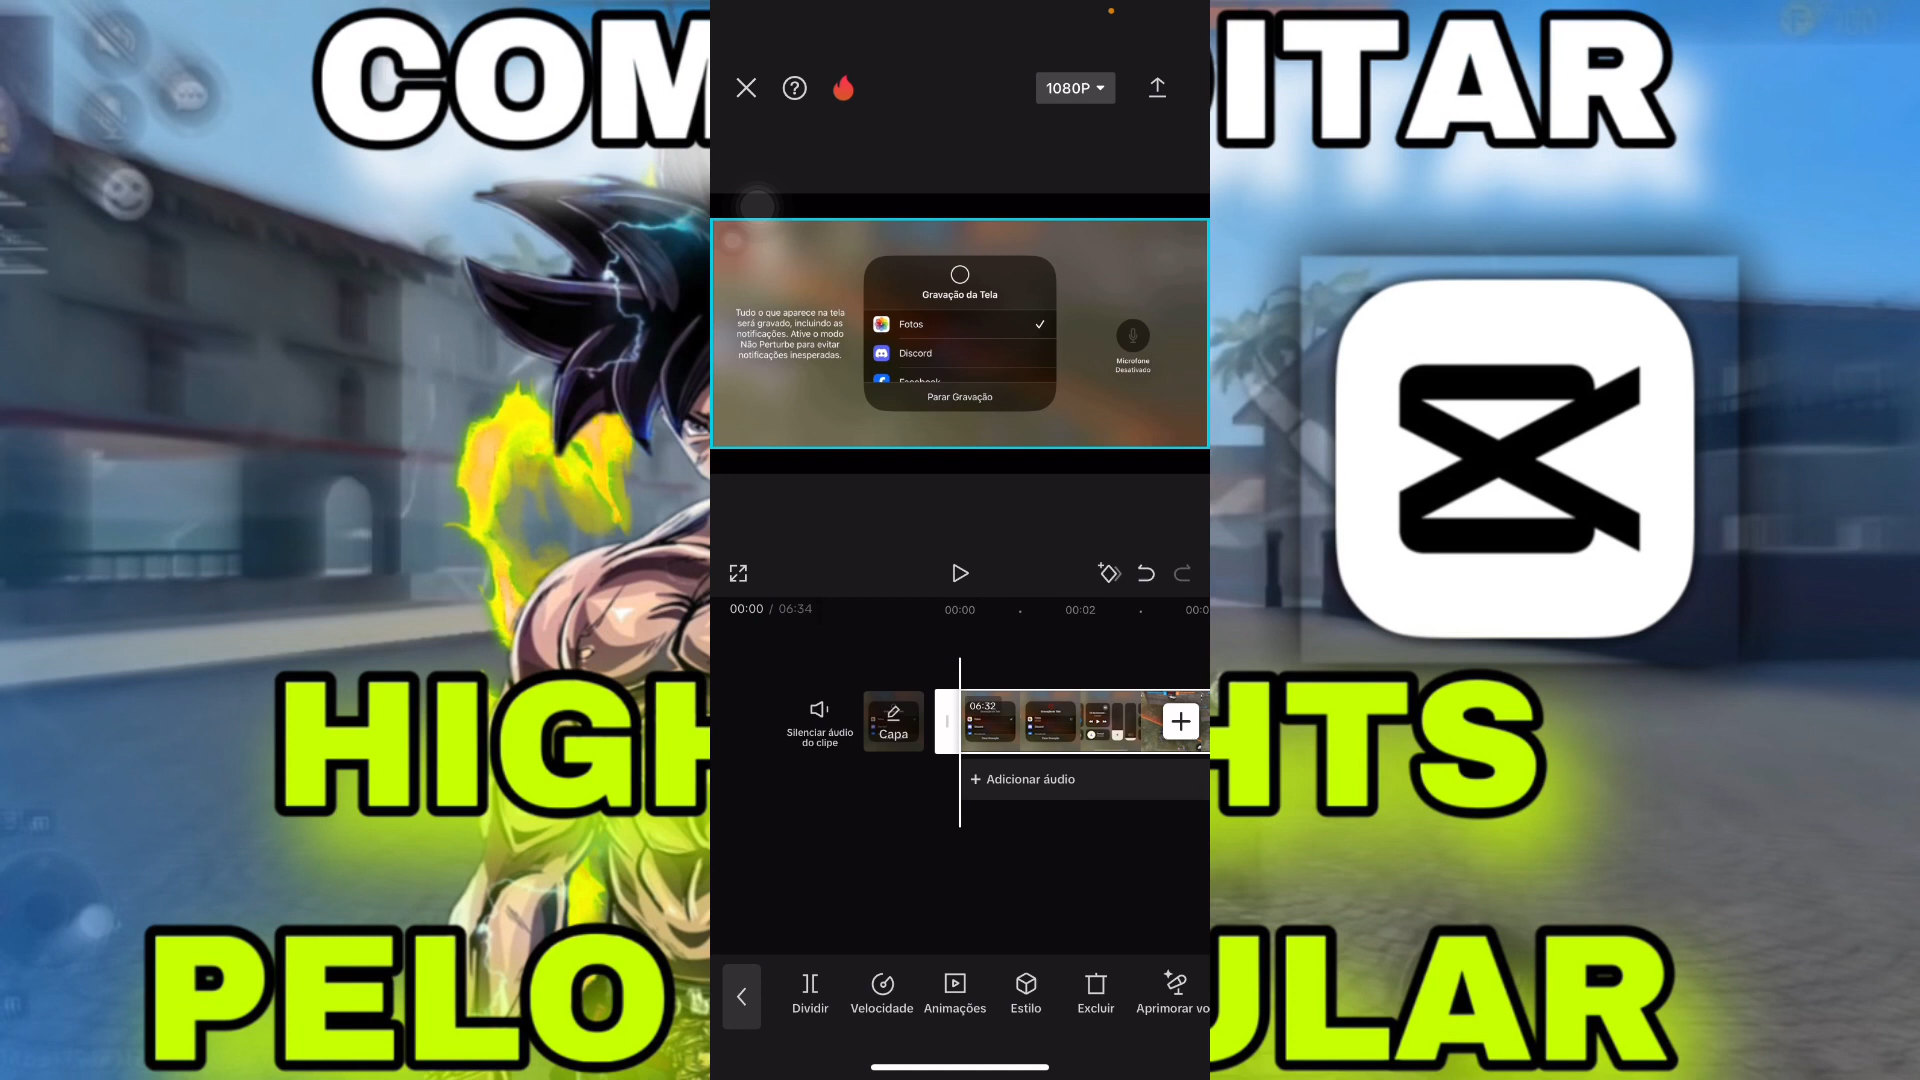 COM
ITAR
HIGH
HTS
PELO
ULAR
1080P
Gravação da Tela
Tudo o que aparece na tela
será gravado, incluindo as
notificações. Ative o modo
Não Perturbe para evitar
notificações inesperadas.
Fotos
Discord
Facebook
Parar Gravação
Microfone
Desativado
00:00 / 06:34
00:00
00:02
00:0
06:32
Silenciar áudio
do clipe
Capa
+ Adicionar áudio
Dividir
Velocidade
Animações
Estilo
Excluir
Aprimorar vo